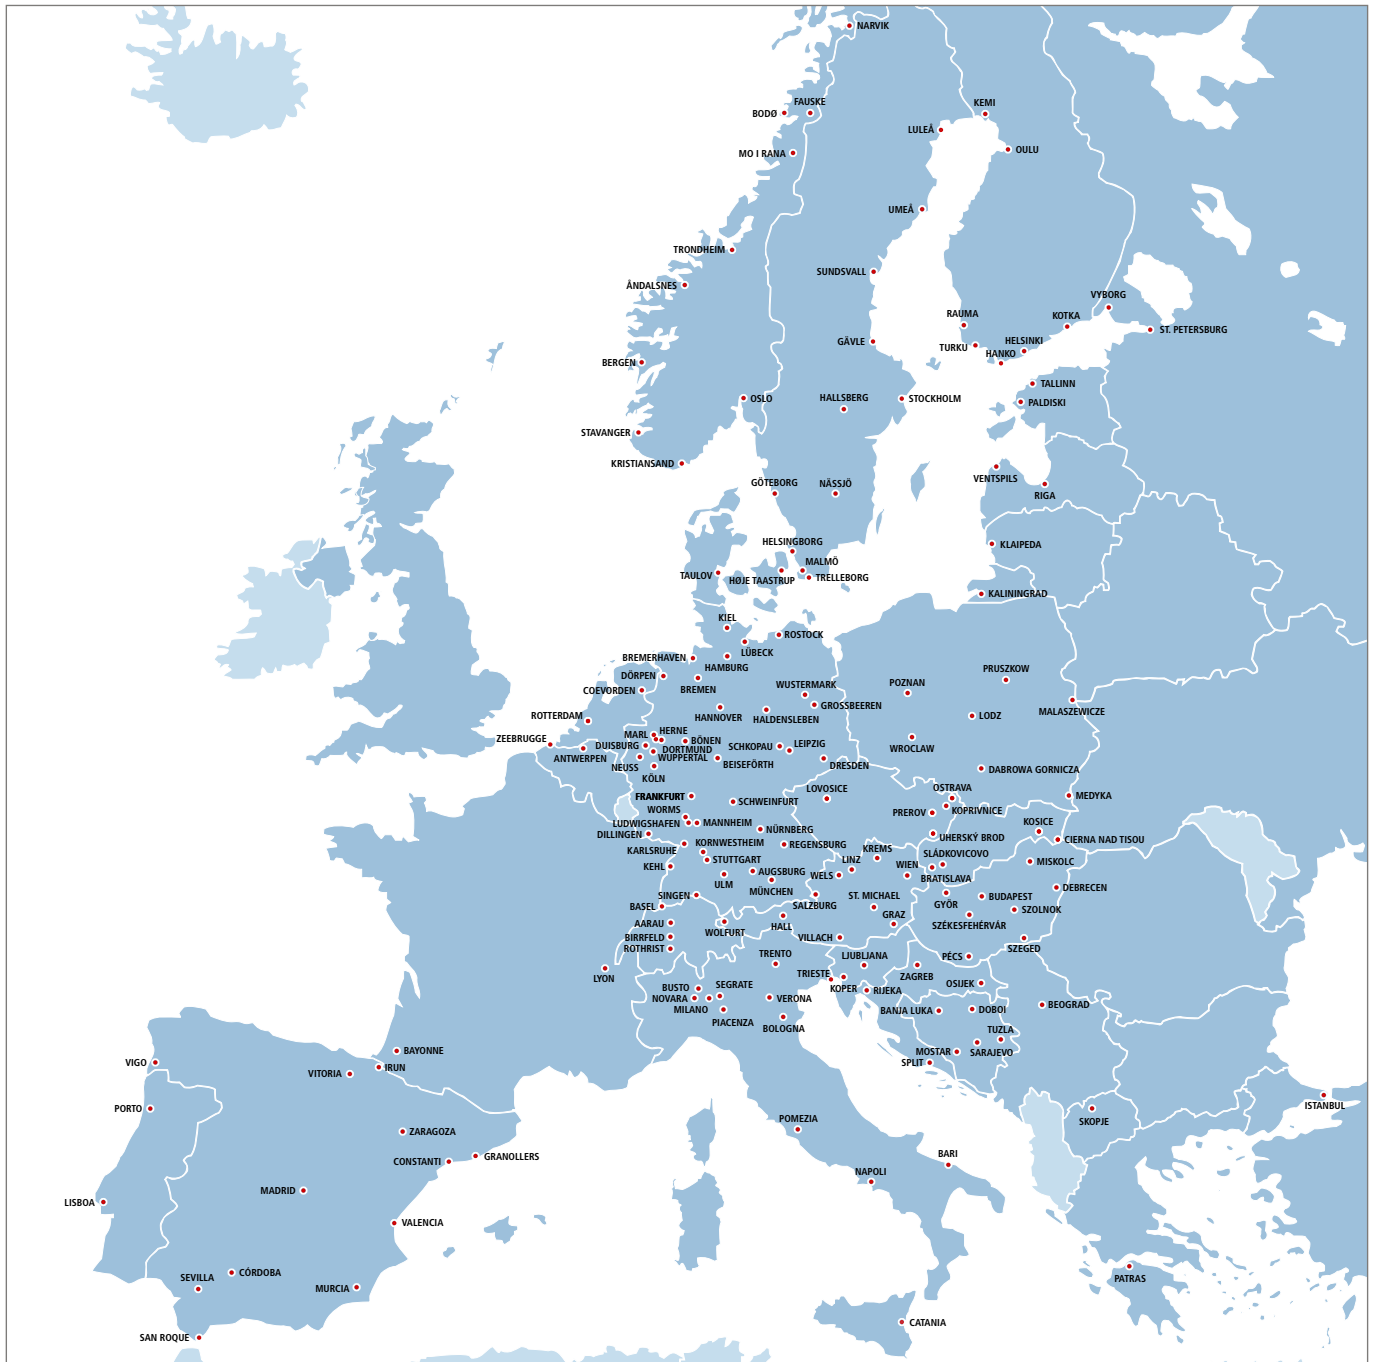 NARVIK
FAUSKE
BODØ
KEMI
LULEÅ
OULU
MO I RANA
UMEÅ
TRONDHEIM
SUNDSVALL
ÅNDALSNES
VYBORG
RAUMA
KOTKA
ST. PETERSBURG
GÄVLE
TURKU
HELSINKI
HANKO
BERGEN
TALLINN
OSLO
HALLSBERG
STOCKHOLM
PALDISKI
STAVANGER
KRISTIANSAND
VENTSPILS
GÖTEBORG
NÄSSJÖ
RIGA
HELSINGBORG
KLAIPEDA
MALMÖ
TAULOV
HØJE TAASTRUP
TRELLEBORG
KALININGRAD
KIEL
ROSTOCK
LÜBECK
BREMERHAVEN
HAMBURG
DÖRPEN
PRUSZKOW
COEVORDEN
BREMEN
WUSTERMARK
POZNAN
GROSSBEEREN
MALASZEWICZE
ROTTERDAM
HANNOVER
HALDENSLEBEN
LODZ
ZEEBRUGGE
MARL
HERNE
BÖNEN
DUISBURG
DORTMUND
SCHKOPAU
LEIPZIG
WROCLAW
ANTWERPEN
WUPPERTAL
NEUSS
BEISEFÖRTH
DRESDEN
DABROWA GORNICZA
KÖLN
LOVOSICE
OSTRAVA
FRANKFURT
MEDYKA
SCHWEINFURT
WORMS
PREROV
KOPRIVNICE
LUDWIGSHAFEN
MANNHEIM
KOSICE
DILLINGEN
NÜRNBERG
UHERSKÝ BROD
CIERNA NAD TISOU
KORNWESTHEIM
REGENSBURG
KARLSRUHE
KREMS
SLÁDKOVICOVO
STUTTGART
LINZ
MISKOLC
KEHL
WIEN
AUGSBURG
WELS
BRATISLAVA
ULM
MÜNCHEN
DEBRECEN
SINGEN
ST. MICHAEL
BUDAPEST
BASEL
SALZBURG
GYÖR
SZOLNOK
GRAZ
AARAU
WOLFURT
HALL
SZÉKESFEHÉRVÁR
BIRRFELD
VILLACH
ROTHRIST
SZEGED
TRENTO
LJUBLJANA
PÉCS
LYON
TRIESTE
ZAGREB
BUSTO
SEGRATE
KOPER
RIJEKA
OSIJEK
NOVARA
VERONA
MILANO
BANJA LUKA
DOBOJ
BEOGRAD
PIACENZA
BOLOGNA
TUZLA
BAYONNE
MOSTAR
SARAJEVO
VIGO
SPLIT
IRUN
VITORIA
ISTANBUL
PORTO
POMEZIA
SKOPJE
ZARAGOZA
CONSTANTI
GRANOLLERS
BARI
NAPOLI
MADRID
LISBOA
VALENCIA
CÓRDOBA
SEVILLA
MURCIA
PATRAS
CATANIA
SAN ROQUE